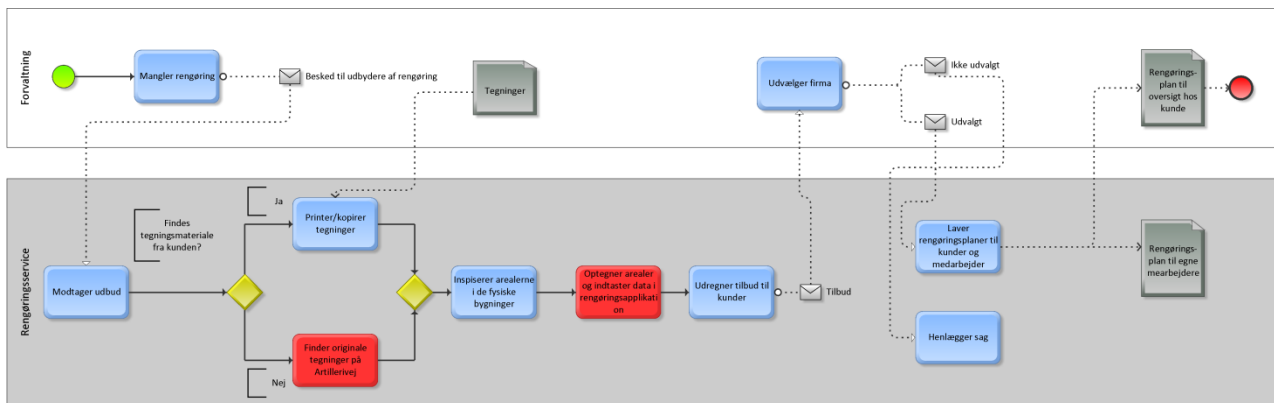 Forvaltning
Mangler rengøring
Besked til udbydere af rengøring
Tegninger
Udvælger firma
Ikke udvalgt
Udvalgt
Rengørings-
plan til
oversigt hos
kunde
Rengøringsservice
Modtager udbud
Findes
tegningsmateriale
fra kunden?
Ja
Printer/kopirer
tegninger
Nej
Finder originale
tegninger på
Artillerivej
Inspiserer arealerne
i de fysiske
bygninger
Optegner arealer
og indtaster data i
rengøringsapplikati
on
Udregner tilbud til
kunder
Tilbud
Laver
rengøringsplaner til
kunder og
medarbejder
Henlægger sag
Rengørings-
plan til egne
mearbejdere